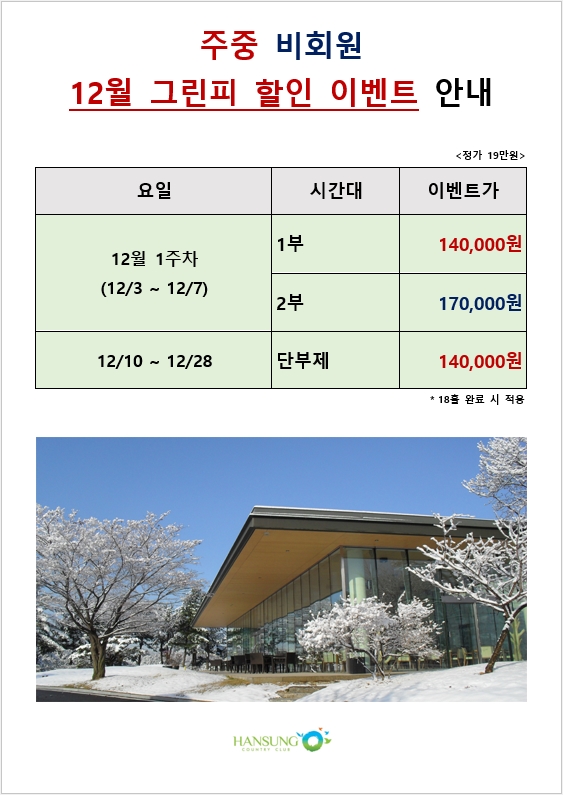 주중 비회원
12월 그린피 할인 이벤트 안내
<정가 19만원>
요일 시간대 이벤트가
12월 1주차
(12/3 ~ 12/7)
1부 140,000원
2부 170,000원
12/10 ~ 12/28 단부제 140,000원
* 18홀 완료 시 적용
HANSUNG
COUNTRY CLUB